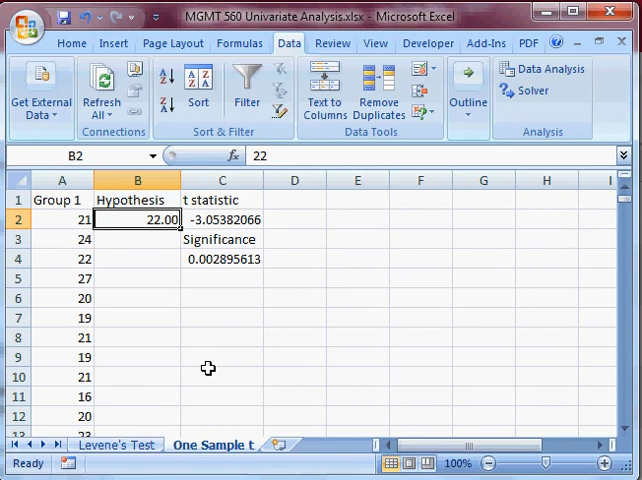 MGMT 560 Univariate Analysis.xlsx - Microsoft Excel
Home Insert Page Layout Formulas Data Review View Developer Add-Ins PDF
Get External Data
Refresh All
Connections
Sort
Filter
Sort & Filter
Text to Columns
Remove Duplicates
Data Tools
Outline
Data Analysis
Solver
Analysis
B2 fx 22
A B C D E F G H I
1 Group 1 Hypothesis t statistic
2 21 22.00 -3.05382066
3 24 Significance
4 22 0.002895613
5 27
6 20
7 19
8 21
9 19
10 21
11 16
12 20
13 23
Levene's Test One Sample t
Ready 100%